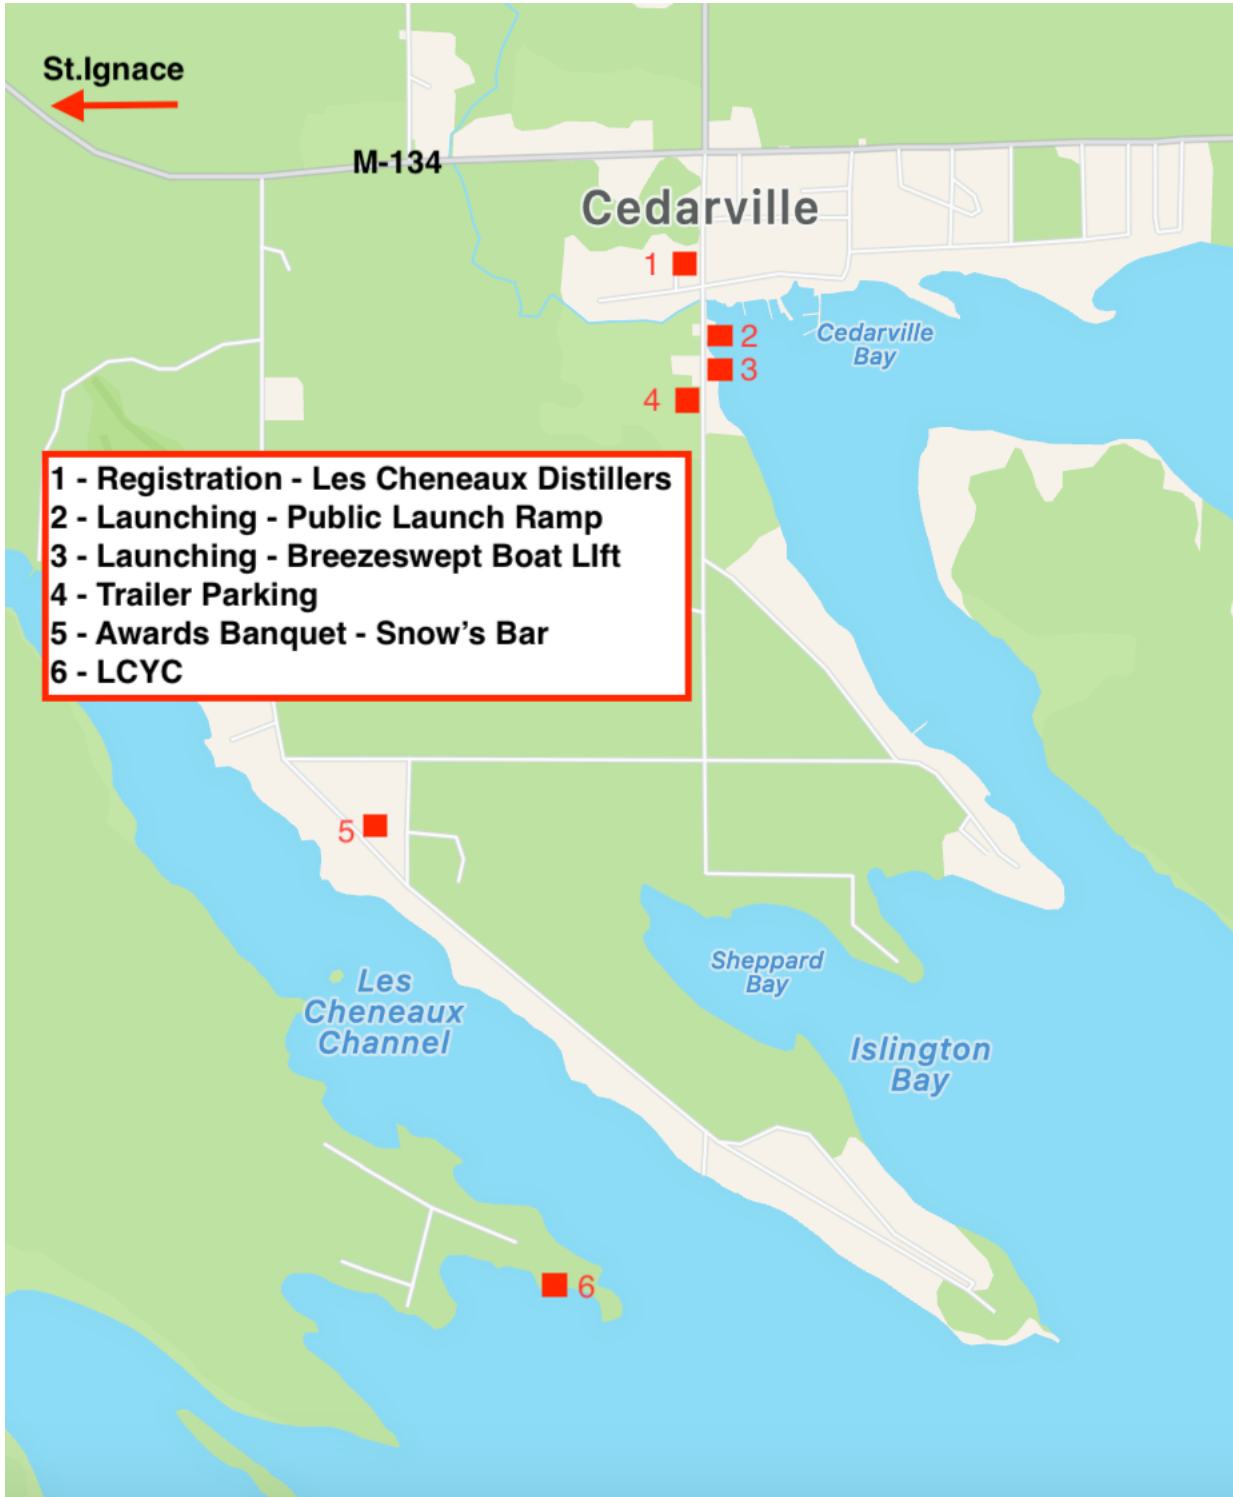 St.Ignace
M-134
Cedarville
1
2
Cedarville
Bay
3
4
1 - Registration - Les Cheneaux Distillers
2 - Launching - Public Launch Ramp
3 - Launching - Breezeswept Boat LIft
4 - Trailer Parking
5 - Awards Banquet - Snow's Bar
6 - LCYC
5
Sheppard
Bay
Les
Cheneaux
Channel
Islington
Bay
6